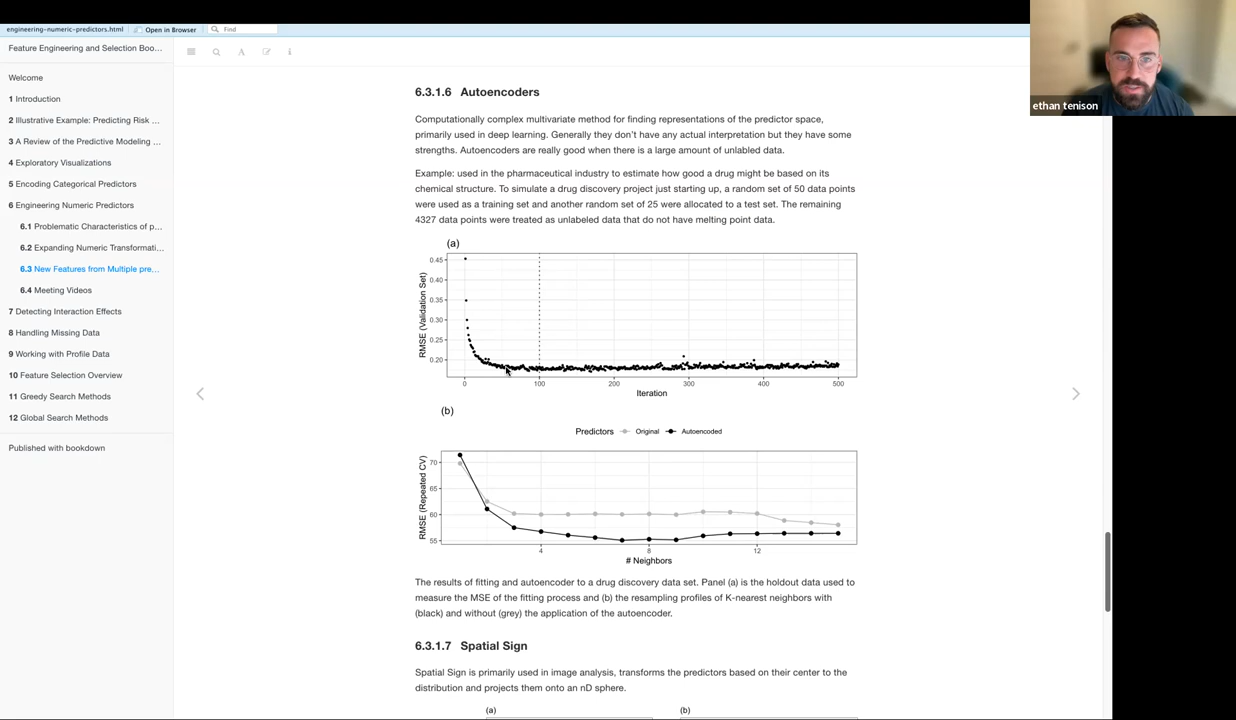 engineering-numeric-predictors.html
Open in Browser
Find
Feature Engineering and Selection Boo...
Welcome
1 Introduction
2 Illustrative Example: Predicting Risk ...
3 A Review of the Predictive Modeling ...
4 Exploratory Visualizations
5 Encoding Categorical Predictors
6 Engineering Numeric Predictors
6.1 Problematic Characteristics of p...
6.2 Expanding Numeric Transformati...
6.3 New Features from Multiple pre...
6.4 Meeting Videos
7 Detecting Interaction Effects
8 Handling Missing Data
9 Working with Profile Data
10 Feature Selection Overview
11 Greedy Search Methods
12 Global Search Methods
Published with bookdown
6.3.1.6 Autoencoders
Computationally complex multivariate method for finding representations of the predictor space,
primarily used in deep learning. Generally they don't have any actual interpretation but they have some
strengths. Autoencoders are really good when there is a large amount of unlabled data.
Example: used in the pharmaceutical industry to estimate how good a drug might be based on its
chemical structure. To simulate a drug discovery project just starting up, a random set of 50 data points
were used as a training set and another random set of 25 were allocated to a test set. The remaining
4327 data points were treated as unlabeled data that do not have melting point data.
(a)
RMSE (Validation Set)
0.45
0.40
0.35
0.30
0.25
0.20
0 100 200 300 400 500
Iteration
(b)
Predictors Original Autoencoded
RMSE (Repeated CV)
70
65
60
55
4 8 12
# Neighbors
The results of fitting and autoencoder to a drug discovery data set. Panel (a) is the holdout data used to
measure the MSE of the fitting process and (b) the resampling profiles of K-nearest neighbors with
(black) and without (grey) the application of the autoencoder.
6.3.1.7 Spatial Sign
Spatial Sign is primarily used in image analysis, transforms the predictors based on their center to the
distribution and projects them onto an nD sphere.
(a) (b)
ethan tenison